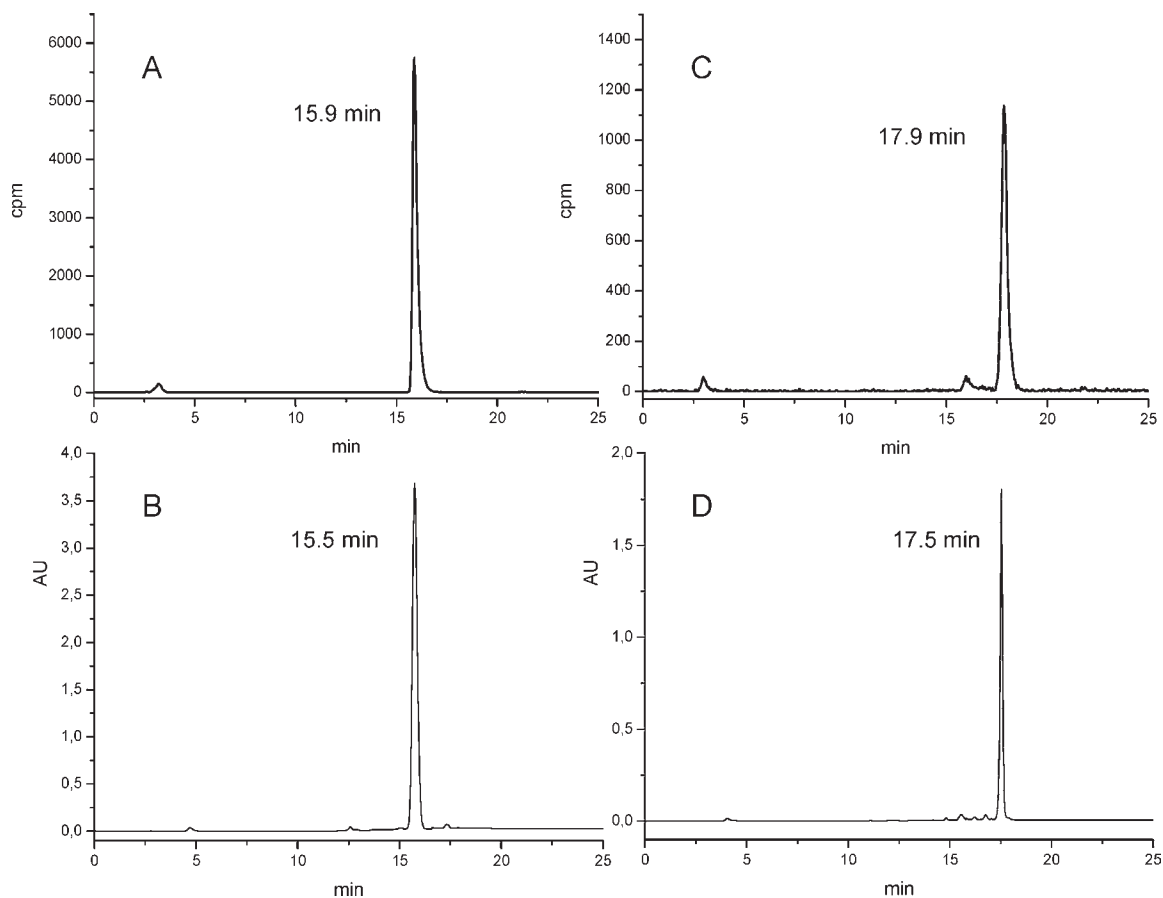 A
15.9 min
cpm
6000
5000
4000
3000
2000
1000
0
0 5 10 15 20 25
min
C
17.9 min
cpm
1400
1200
1000
800
600
400
200
0
0 5 10 15 20 25
min
B
15.5 min
AU
4,0
3,5
3,0
2,5
2,0
1,5
1,0
0,5
0,0
0 5 10 15 20 25
min
D
17.5 min
AU
2,0
1,5
1,0
0,5
0,0
0 5 10 15 20 25
min